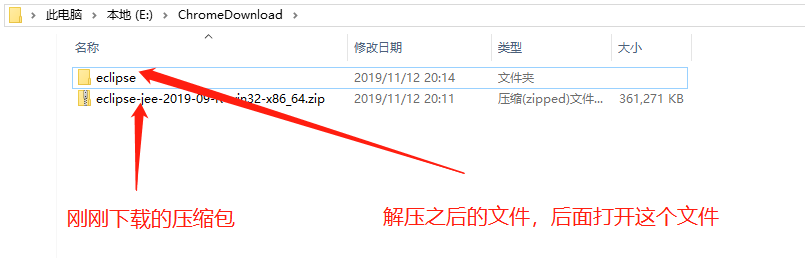 此电脑 > 本地 (E:) > ChromeDownload >
名称 修改日期 类型 大小
eclipse 2019/11/12 20:14 文件夹
eclipse-jee-2019-09-R-win32-x86_64.zip 2019/11/12 20:11 压缩(zipped)文件... 361,271 KB
刚刚下载的压缩包 解压之后的文件，后面打开这个文件